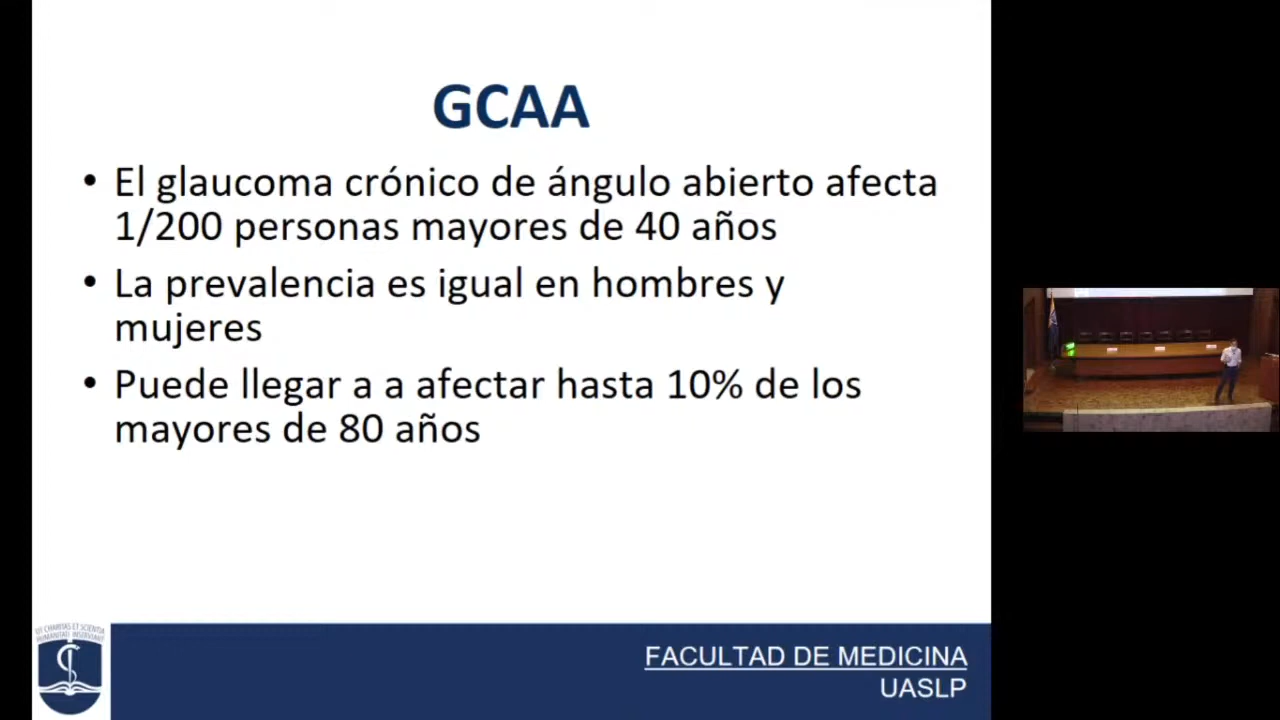 GCAA
• El glaucoma crónico de ángulo abierto afecta
1/200 personas mayores de 40 años
• La prevalencia es igual en hombres y
mujeres
• Puede llegar a a afectar hasta 10% de los
mayores de 80 años
FACULTAD DE MEDICINA
UASLP